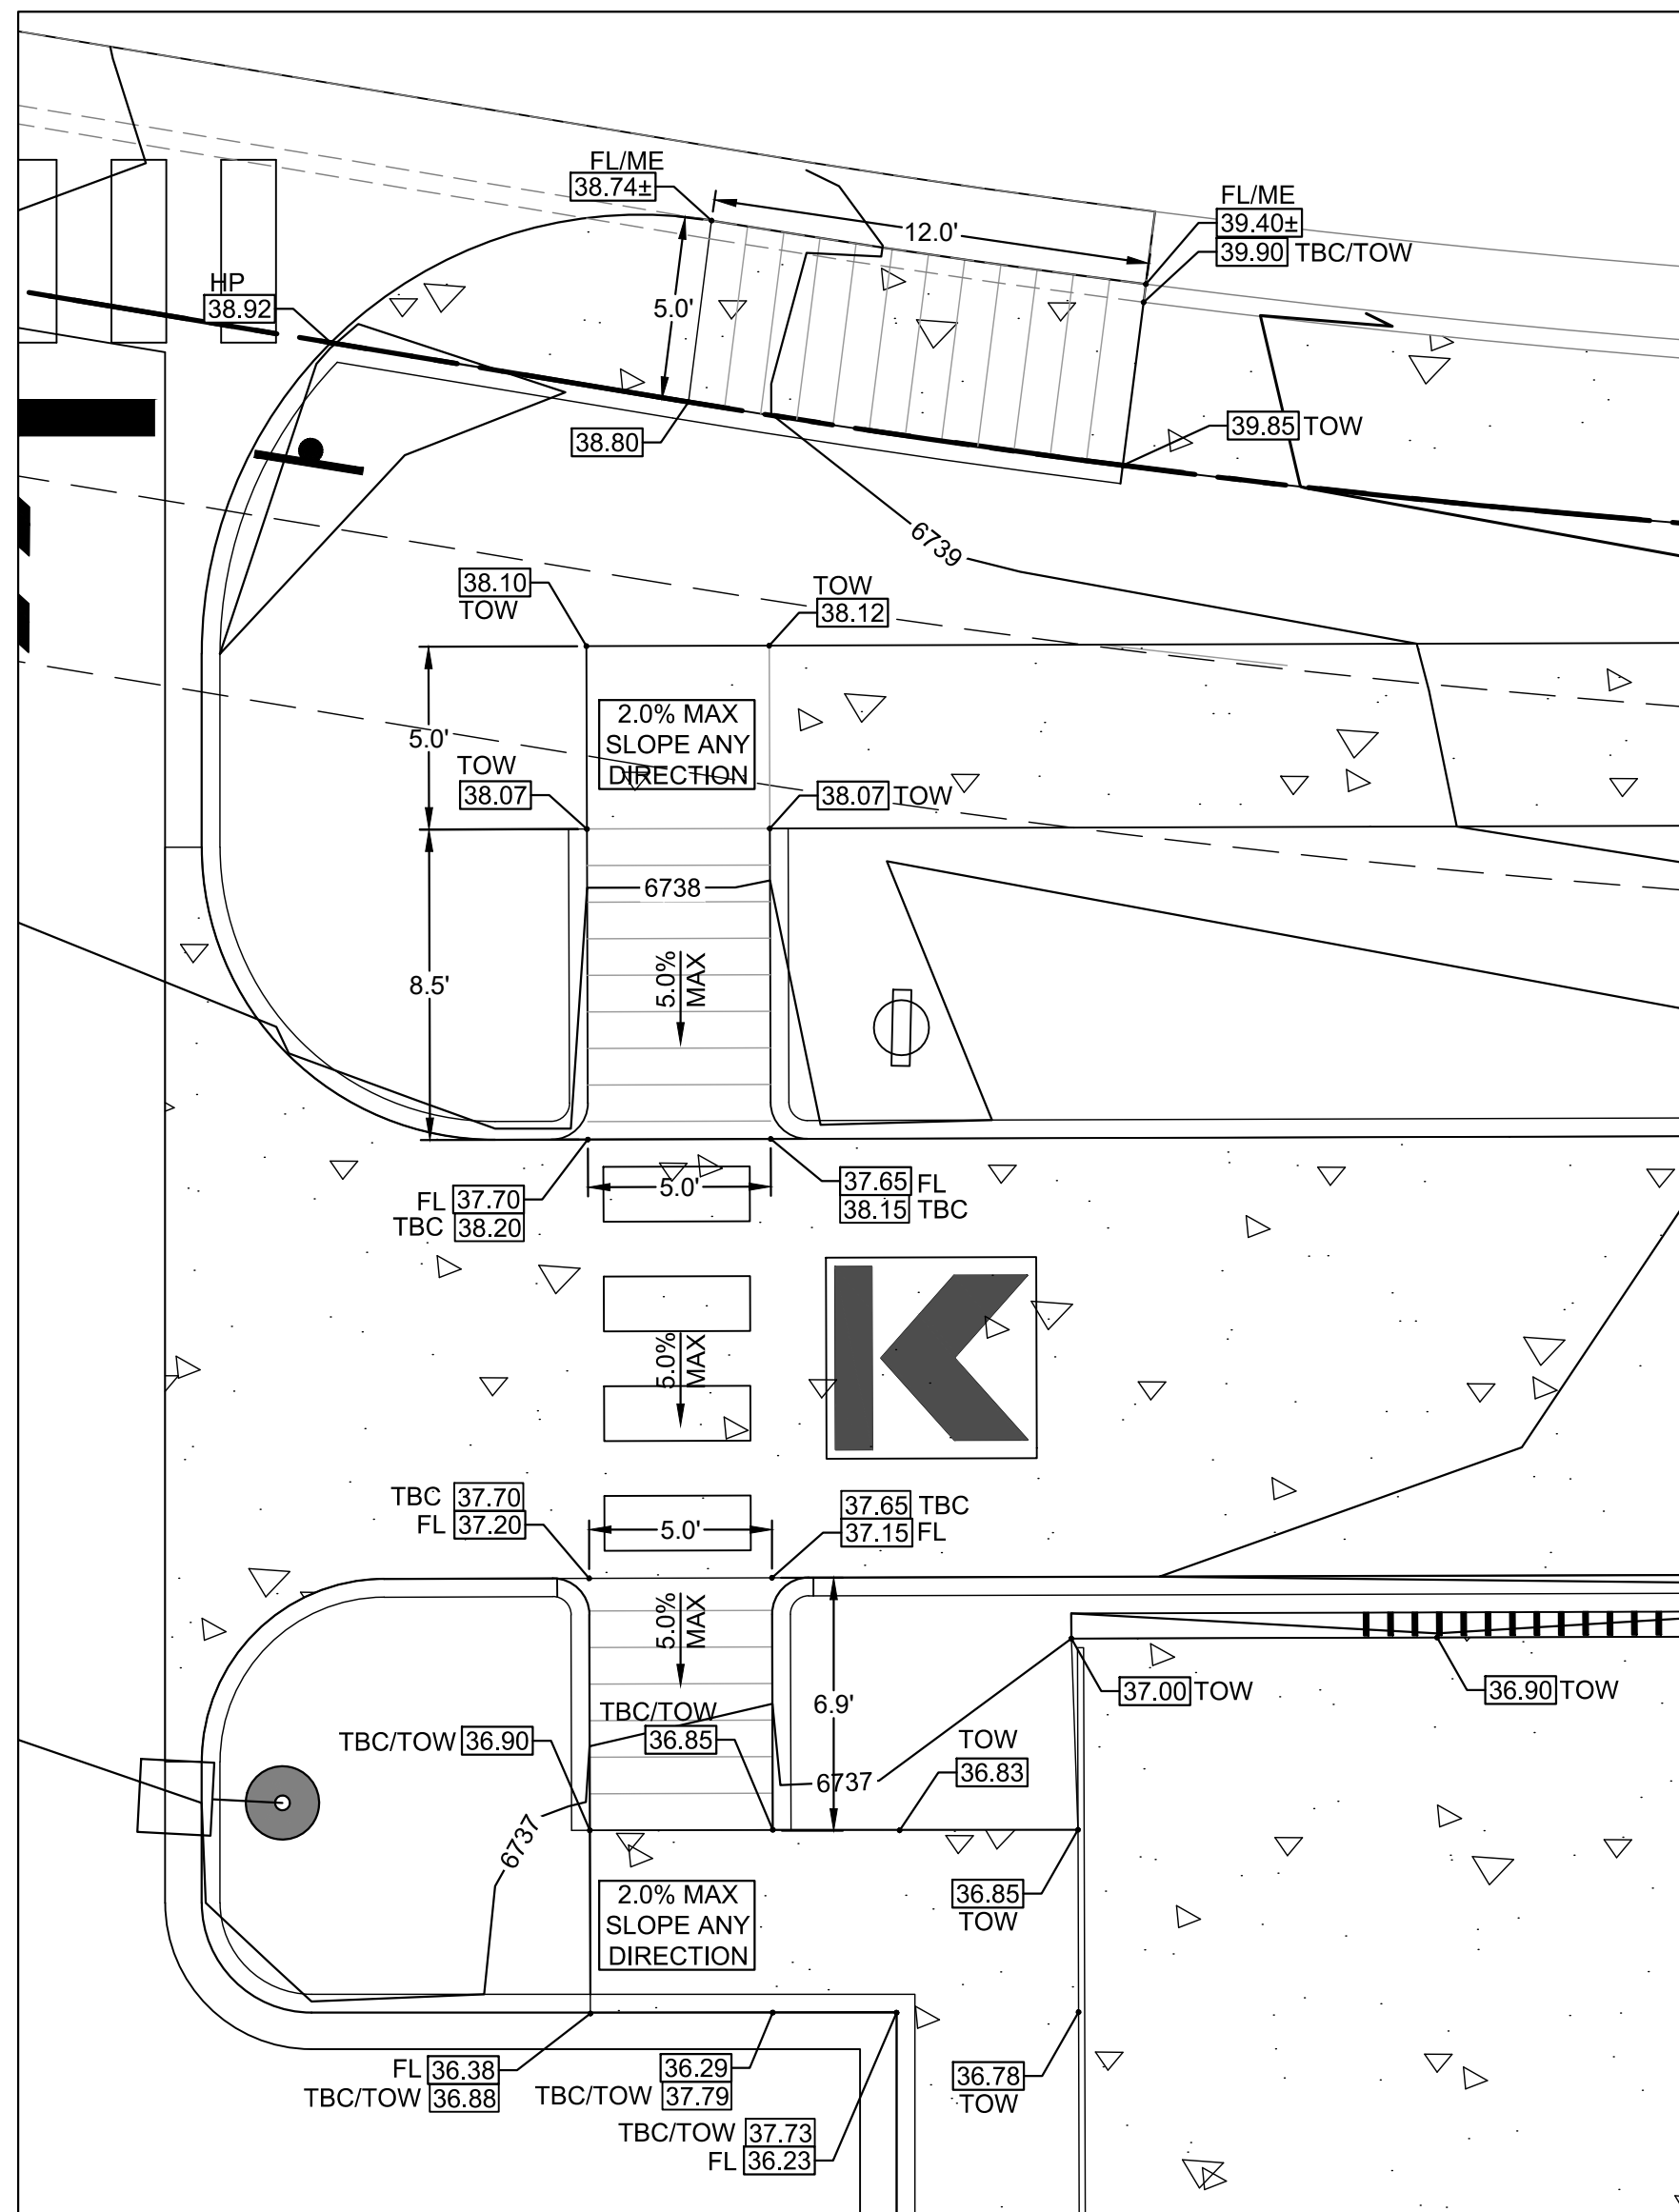 FL/ME
38.74±
FL/ME
39.40±
39.90 TBC/TOW
12.0'
HP
38.92
5.0'
38.80
39.85 TOW
6739
38.10
TOW
TOW
38.12
5.0'
2.0% MAX
SLOPE ANY
DIRECTION
TOW
38.07
38.07 TOW
6738
8.5'
5.0%
MAX
FL 37.70
TBC 38.20
5.0'
37.65 FL
38.15 TBC
K
5.0%
MAX
TBC 37.70
FL 37.20
5.0'
37.65 TBC
37.15 FL
5.0%
MAX
6.9'
37.00 TOW
36.90 TOW
TBC/TOW 36.90
TBC/TOW
36.85
TOW
36.83
6737
6737
2.0% MAX
SLOPE ANY
DIRECTION
36.85
TOW
FL 36.38
TBC/TOW 36.88
36.29
TBC/TOW 37.79
TBC/TOW 37.73
FL 36.23
36.78
TOW